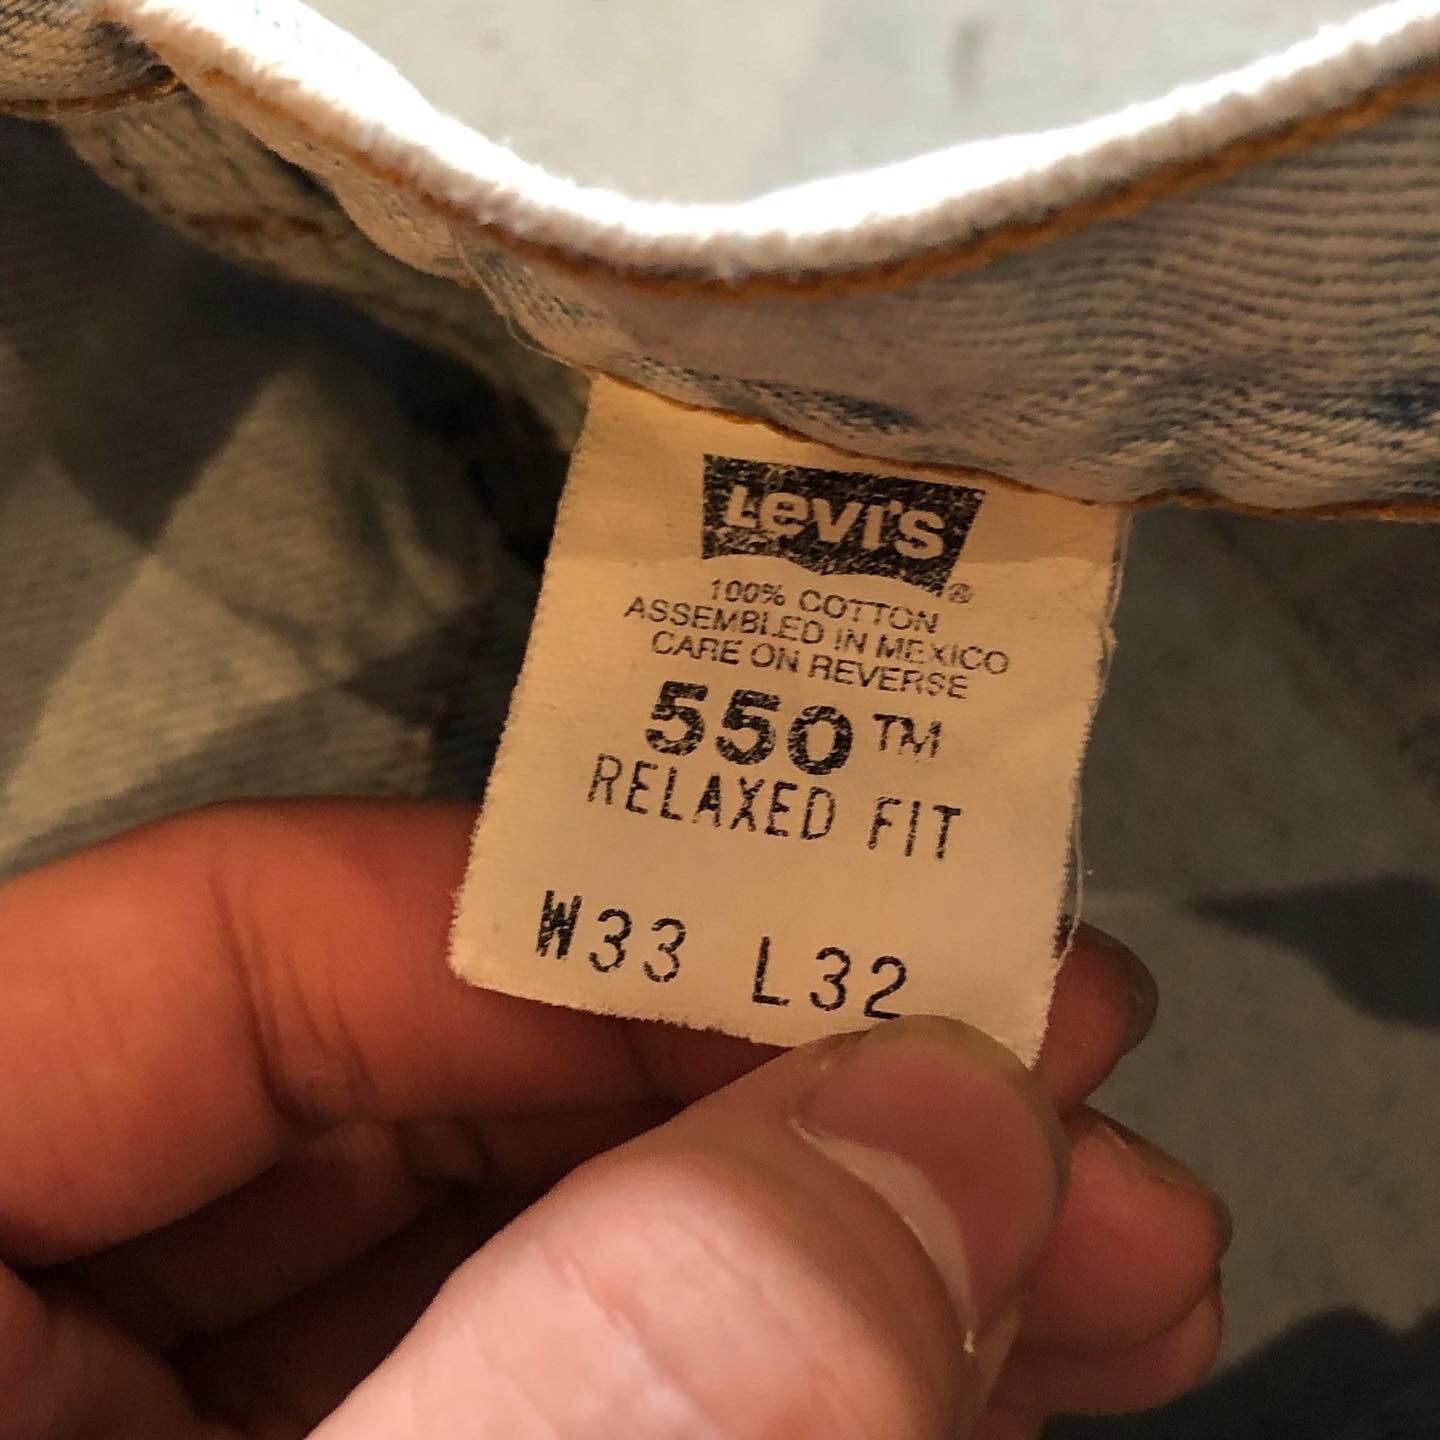 Levi's®
100% COTTON
ASSEMBLED IN MEXICO
CARE ON REVERSE
550™
RELAXED FIT
W33 L32